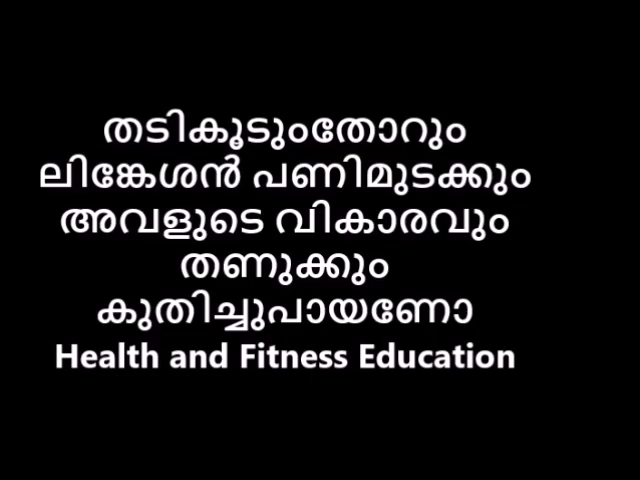 തടികൂടുംതോറും
ലിങ്കേശൻ പണിമുടക്കും
അവളുടെ വികാരവും
തണുക്കും
കുതിച്ചുപായണോ
Health and Fitness Education